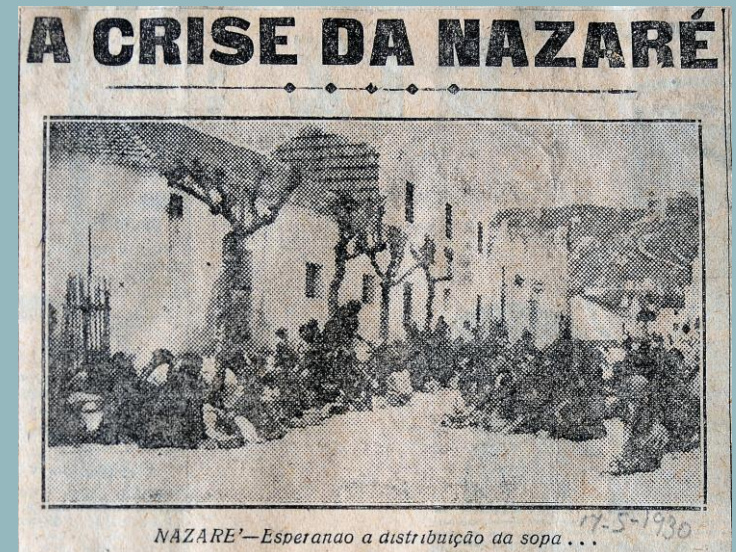 A CRISE DA NAZARÉ
17-5-1930
NAZARE'—Esperando a distribuição da sopa...